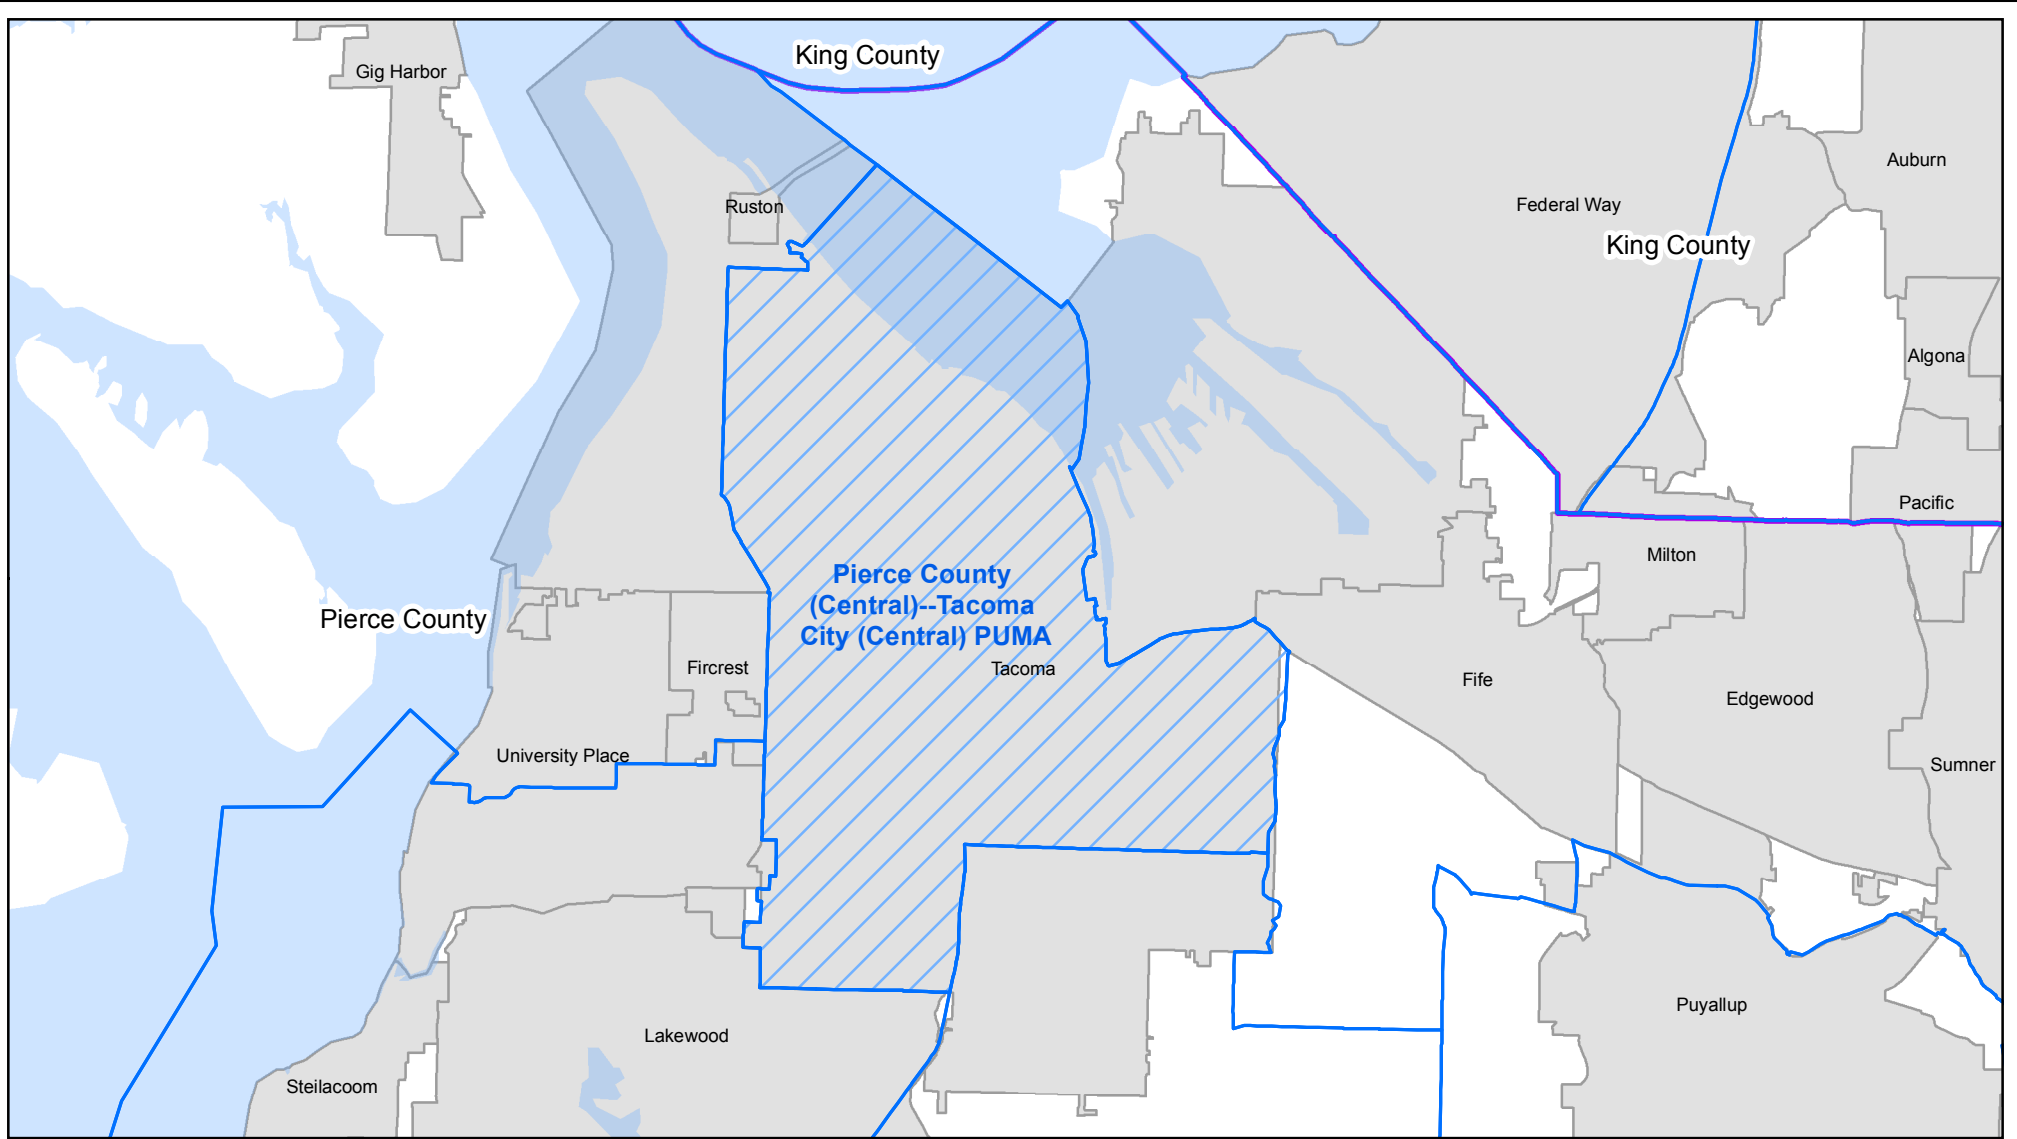 King County
Gig Harbor
Auburn
Ruston
Federal Way
King County
Algona
Pacific
Milton
Pierce County
(Central)--Tacoma
City (Central) PUMA
Pierce County
Fircrest
Tacoma
Fife
Edgewood
University Place
Sumner
Puyallup
Lakewood
Steilacoom